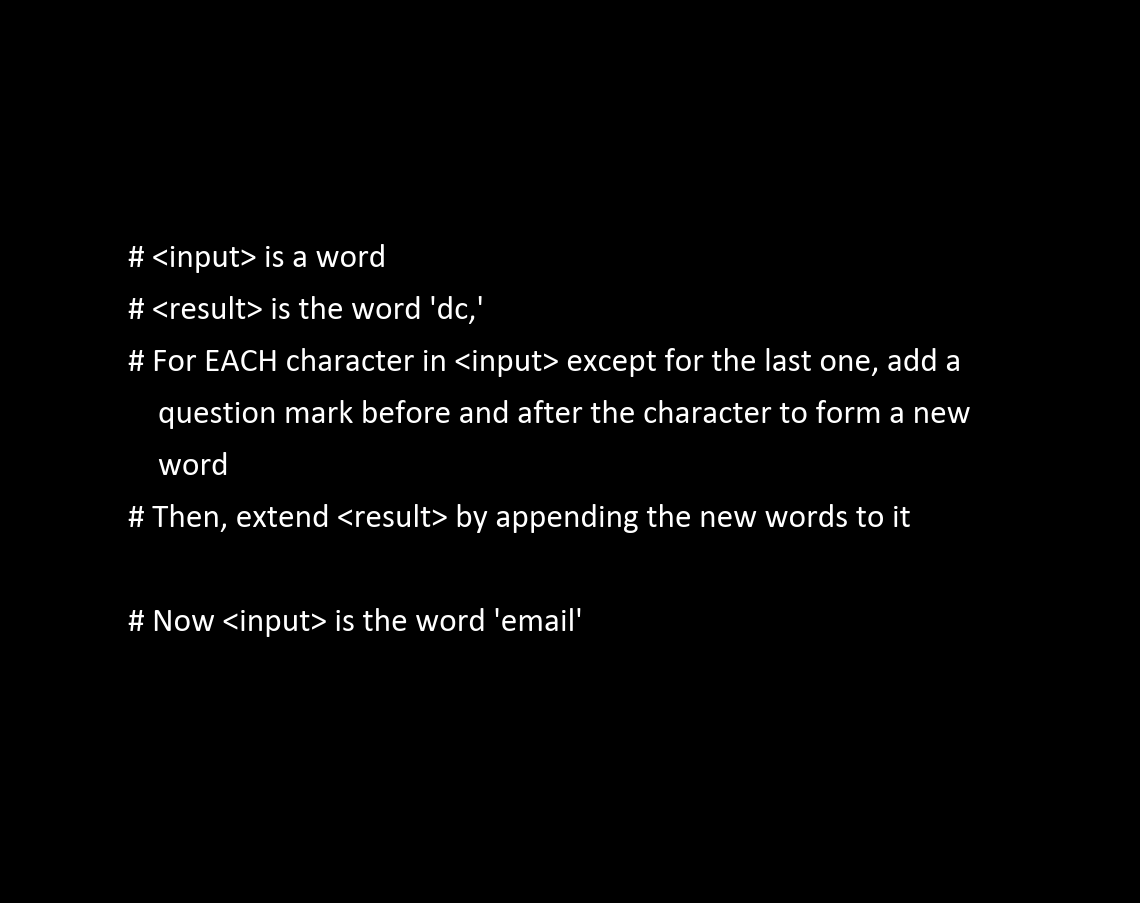 # <input> is a word
# <result> is the word 'dc,'
# For EACH character in <input> except for the last one, add a
question mark before and after the character to form a new
word
# Then, extend <result> by appending the new words to it
# Now <input> is the word 'email'